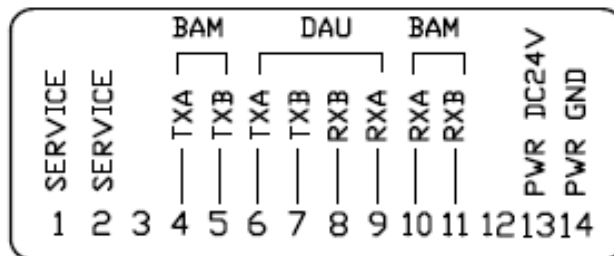 BAM DAU BAM
SERVICE SERVICE TXA TXB TXA TXB RXB RXA RXA RXB PWR DC24V PWR GND
1 2 3 4 5 6 7 8 9 10 11 12 13 14